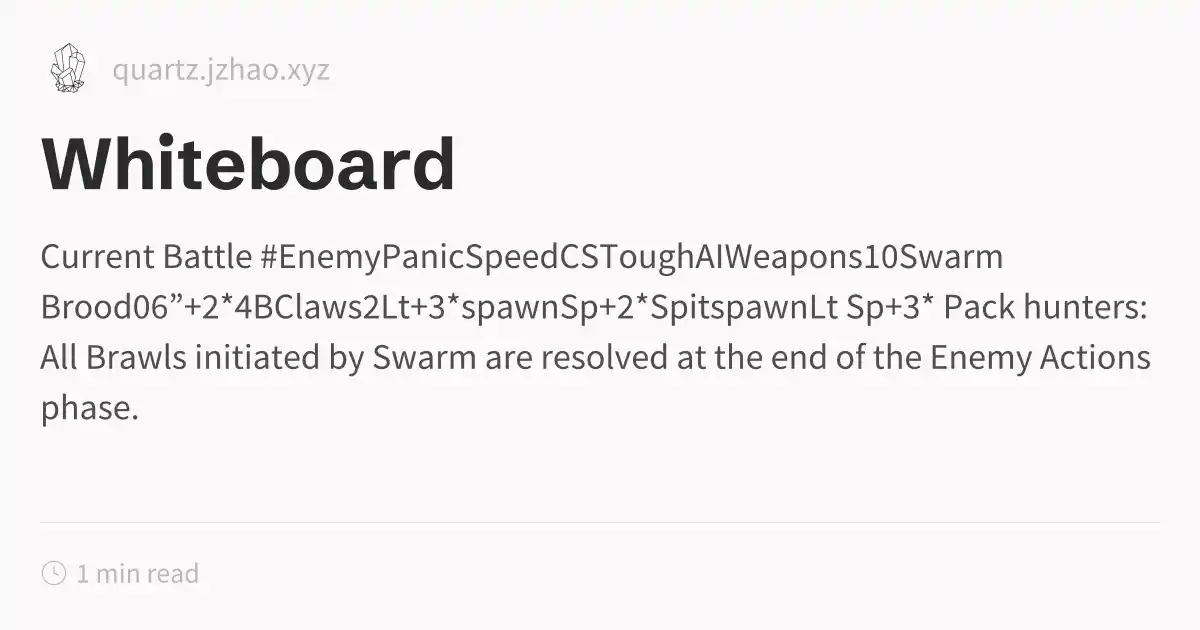 quartz.jzhao.xyz
Whiteboard
Current Battle #EnemyPanicSpeedCSToughAIWeapons10Swarm
Brood06”+2*4BClaws2Lt+3*spawnSp+2*SpitspawnLt Sp+3* Pack hunters:
All Brawls initiated by Swarm are resolved at the end of the Enemy Actions
phase.
1 min read